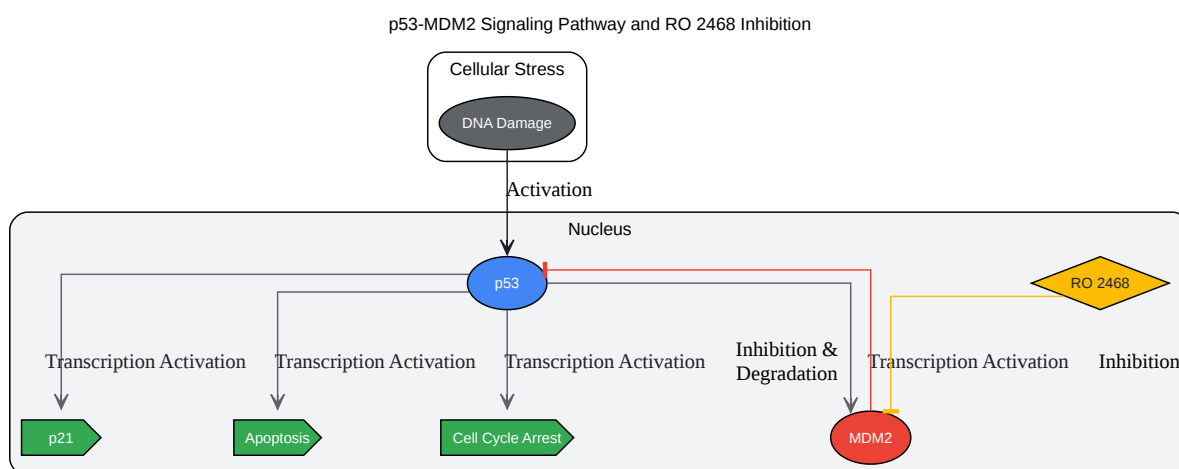 p53-MDM2 Signaling Pathway and RO 2468 Inhibition
Cellular Stress
DNA Damage
Activation
Nucleus
p53
RO 2468
Transcription Activation
Transcription Activation
Transcription Activation
Inhibition &
Degradation
Transcription Activation
Inhibition
p21
Apoptosis
Cell Cycle Arrest
MDM2